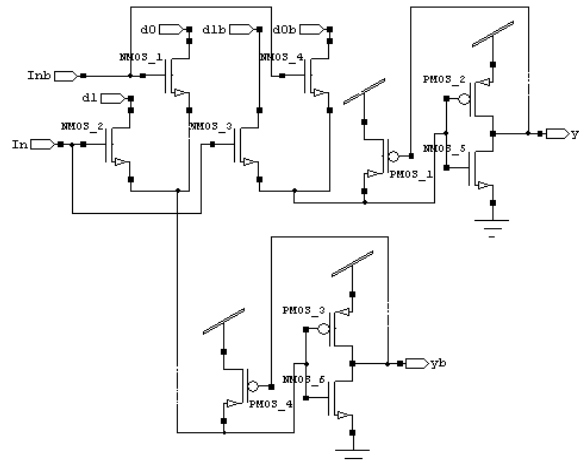 d0
d1b
d0b
NMOS_1
NMOS_4
Inb
d1
In
NMOS_2
NMOS_3
PMOS_2
y
NMOS_5
PMOS_1
PMOS_3
yb
NMOS_6
PMOS_4